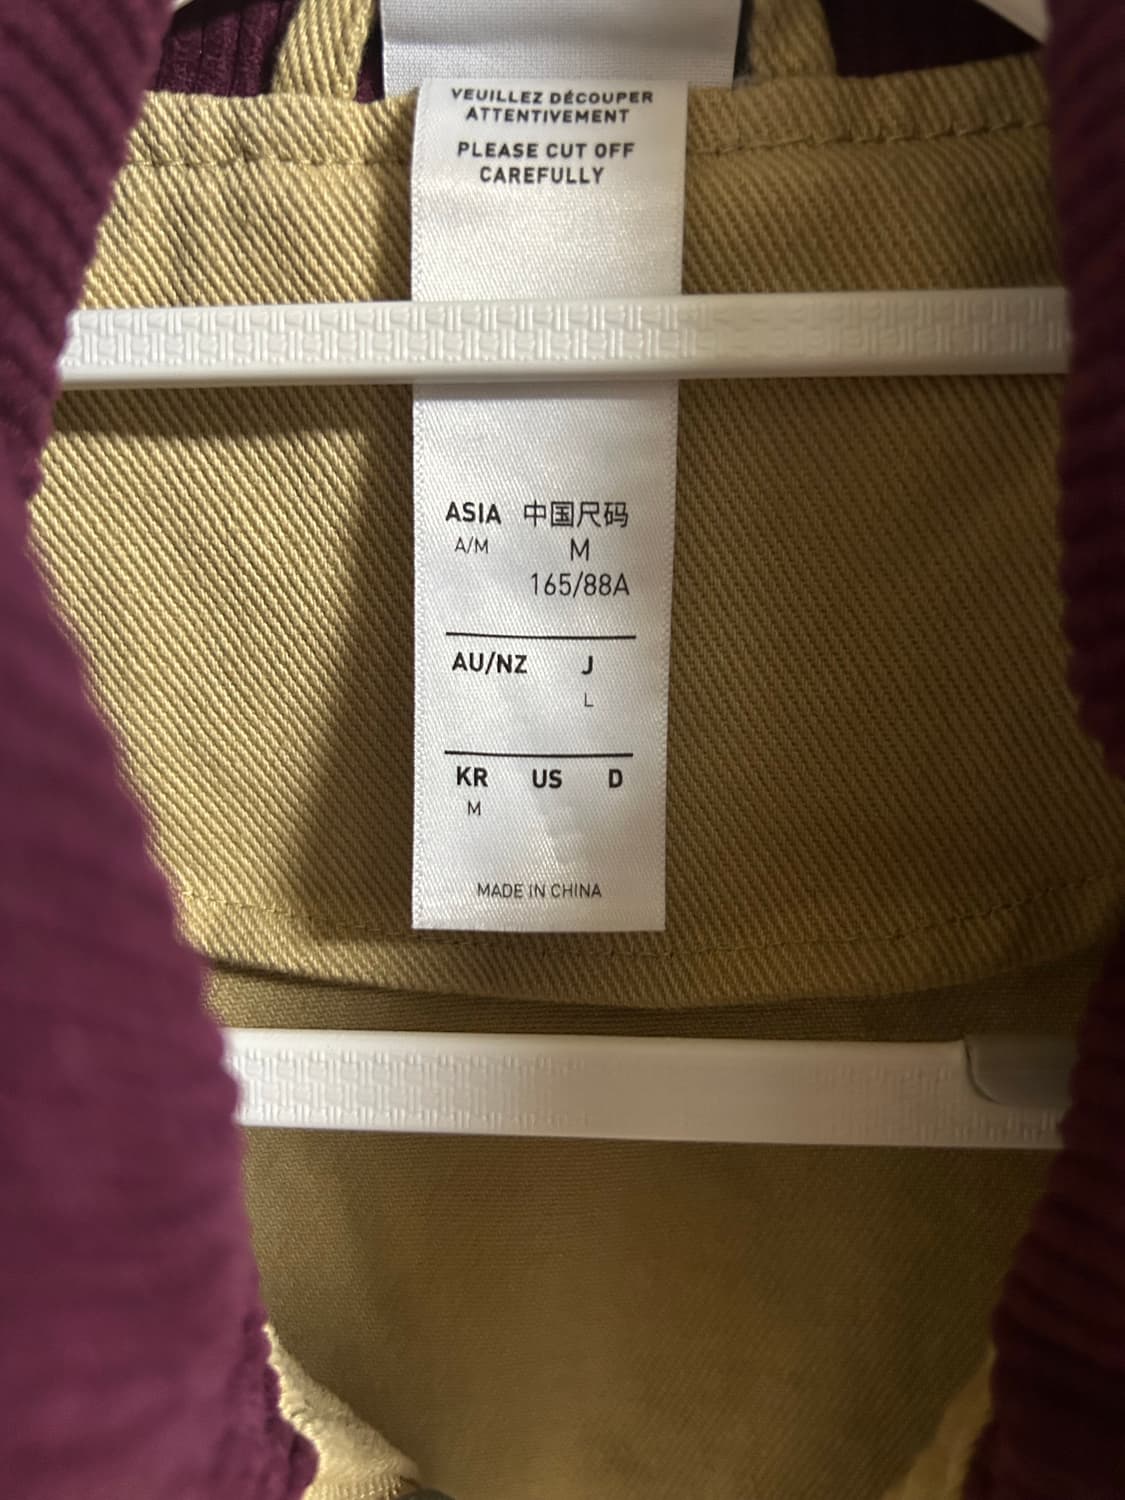 VEUILLEZ DÉCOUPER
ATTENTIVEMENT
PLEASE CUT OFF
CAREFULLY
ASIA 中国尺码
A/M M
165/88A
AU/NZ J
L
KR US D
M
MADE IN CHINA